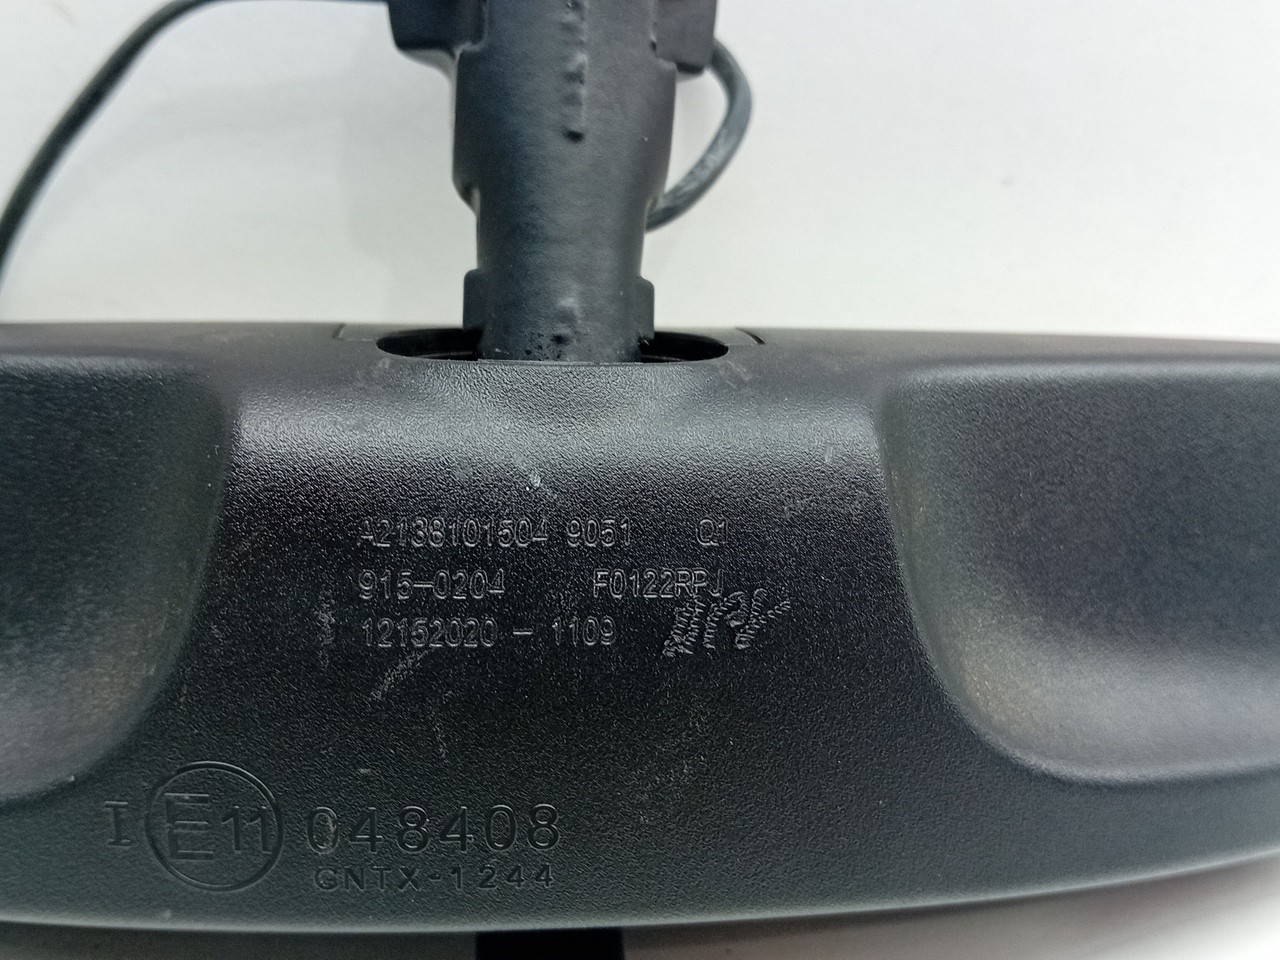 A2138101504 9051 Q1
915-0204 F0122RPJ
12152020 - 1109
I E11 048408
GNTX-1244